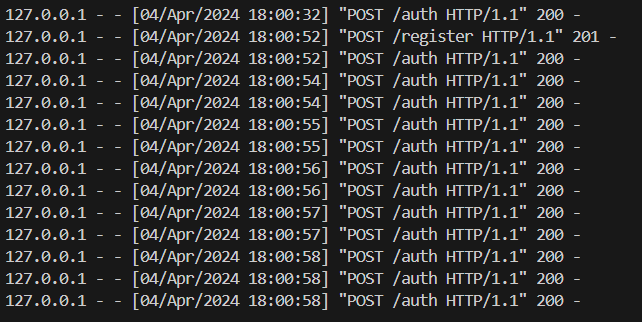 127.0.0.1 - - [04/Apr/2024 18:00:32] "POST /auth HTTP/1.1" 200 -
127.0.0.1 - - [04/Apr/2024 18:00:52] "POST /register HTTP/1.1" 201 -
127.0.0.1 - - [04/Apr/2024 18:00:52] "POST /auth HTTP/1.1" 200 -
127.0.0.1 - - [04/Apr/2024 18:00:54] "POST /auth HTTP/1.1" 200 -
127.0.0.1 - - [04/Apr/2024 18:00:54] "POST /auth HTTP/1.1" 200 -
127.0.0.1 - - [04/Apr/2024 18:00:55] "POST /auth HTTP/1.1" 200 -
127.0.0.1 - - [04/Apr/2024 18:00:55] "POST /auth HTTP/1.1" 200 -
127.0.0.1 - - [04/Apr/2024 18:00:56] "POST /auth HTTP/1.1" 200 -
127.0.0.1 - - [04/Apr/2024 18:00:56] "POST /auth HTTP/1.1" 200 -
127.0.0.1 - - [04/Apr/2024 18:00:57] "POST /auth HTTP/1.1" 200 -
127.0.0.1 - - [04/Apr/2024 18:00:57] "POST /auth HTTP/1.1" 200 -
127.0.0.1 - - [04/Apr/2024 18:00:58] "POST /auth HTTP/1.1" 200 -
127.0.0.1 - - [04/Apr/2024 18:00:58] "POST /auth HTTP/1.1" 200 -
127.0.0.1 - - [04/Apr/2024 18:00:58] "POST /auth HTTP/1.1" 200 -